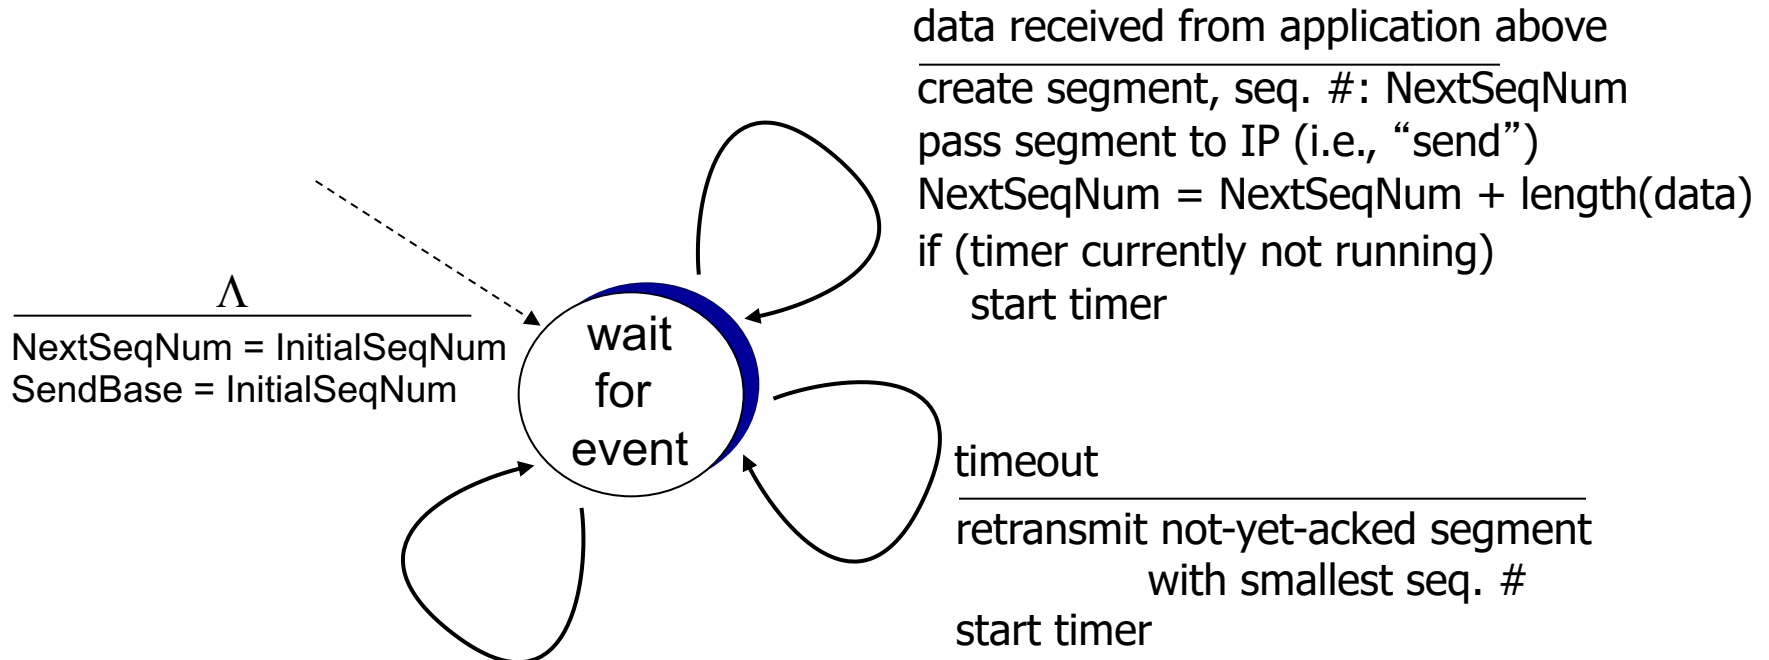 data received from application above
create segment, seq. #: NextSeqNum
pass segment to IP (i.e., “send”)
NextSeqNum = NextSeqNum + length(data)
if (timer currently not running)
start timer
Λ
NextSeqNum = InitialSeqNum
SendBase = InitialSeqNum
wait
for
event
timeout
retransmit not-yet-acked segment
with smallest seq. #
start timer